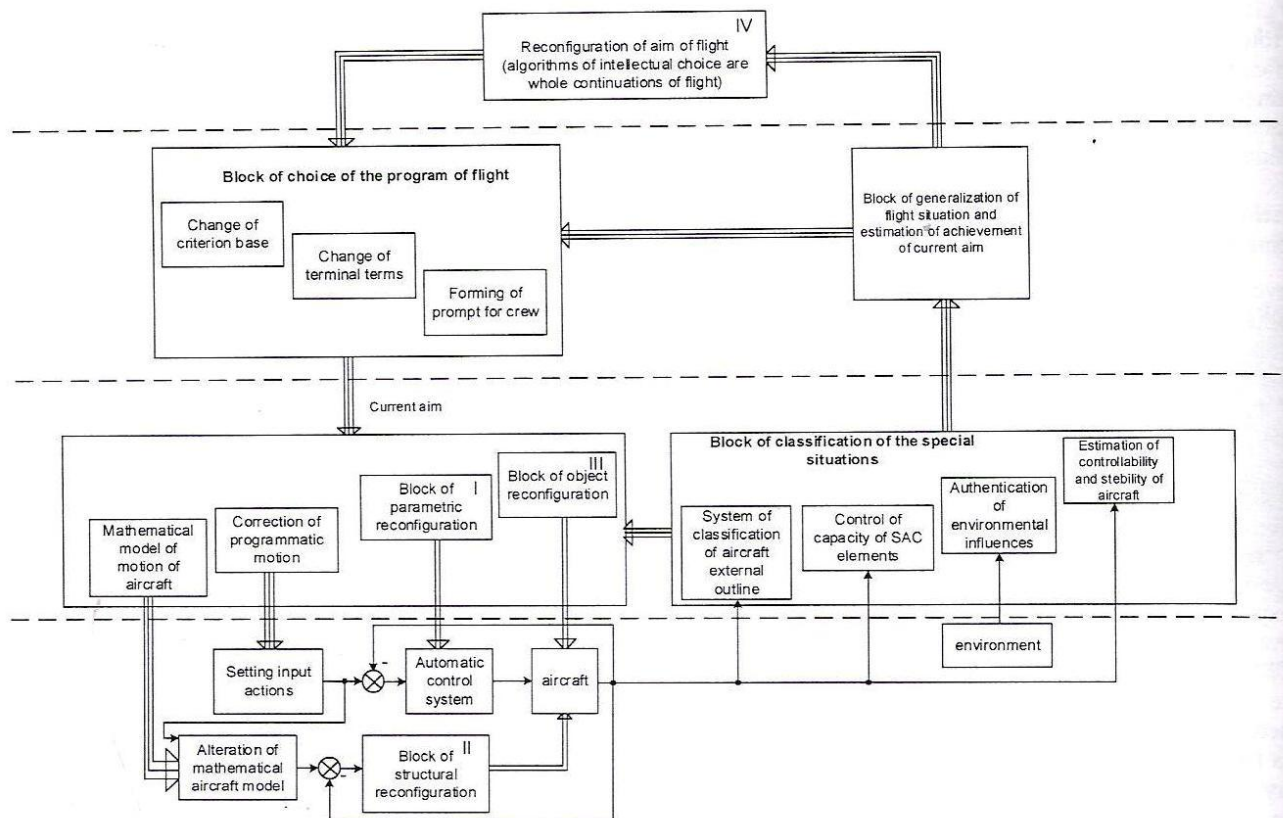 IV
Reconfiguration of aim of flight
(algorithms of intellectual choice are
whole continuations of flight)
Block of choice of the program of flight
Change of
criterion base
Change of
terminal terms
Forming of
prompt for crew
Block of generalization of
flight situation and
estimation of achievement
of current aim
Current aim
Mathematical
model of
motion of
aircraft
Correction of
programmatic
motion
I
Block of
parametric
reconfiguration
III
Block of object
reconfiguration
Block of classification of the special
situations
System of
classification
of aircraft
external
outline
Control of
capacity of SAC
elements
Authentication
of
environmental
influences
Estimation of
controllability
and stebility of
aircraft
environment
Setting input
actions
-
Automatic
control
system
aircraft
Alteration of
mathematical
aircraft model
-
II
Block of
structural
reconfiguration